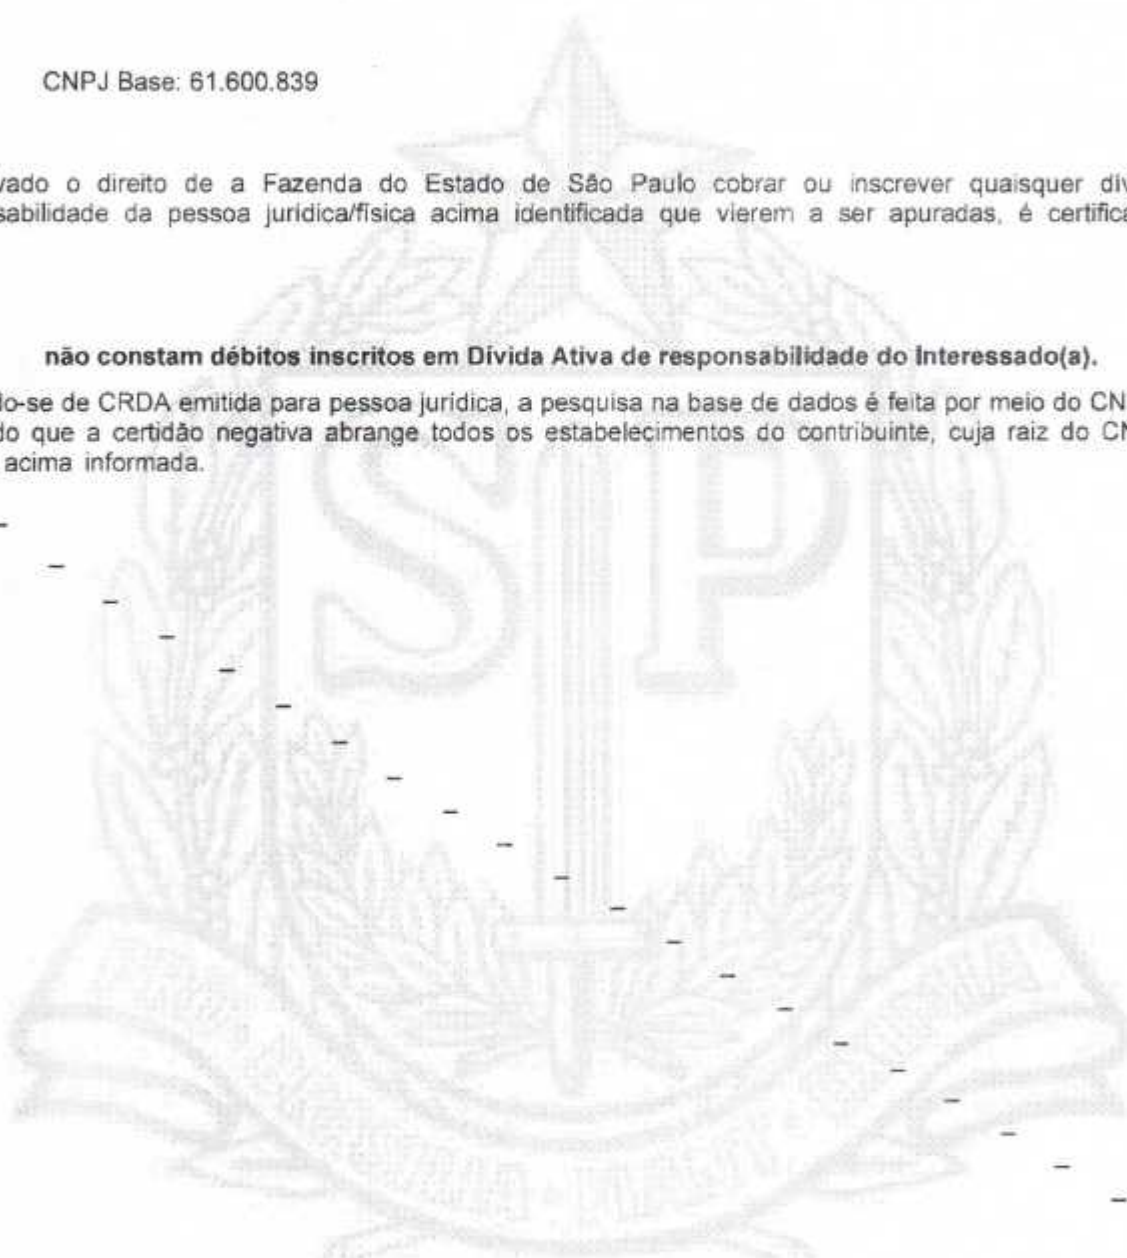 CNPJ Base: 61.600.839
vado o direito de a Fazenda do Estado de São Paulo cobrar ou inscrever quaisquer dív
sabilidade da pessoa jurídica/física acima identificada que vierem a ser apuradas, é certifica
não constam débitos inscritos em Dívida Ativa de responsabilidade do Interessado(a).
do-se de CRDA emitida para pessoa jurídica, a pesquisa na base de dados é feita por meio do CN
do que a certidão negativa abrange todos os estabelecimentos do contribuinte, cuja raiz do CN
acima informada.
SP